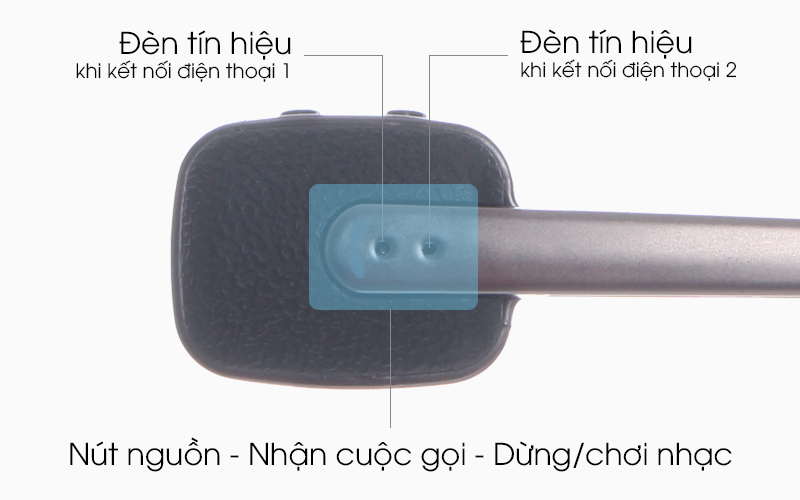 Đèn tín hiệu
khi kết nối điện thoại 1
Đèn tín hiệu
khi kết nối điện thoại 2
Nút nguồn - Nhận cuộc gọi - Dừng/chơi nhạc